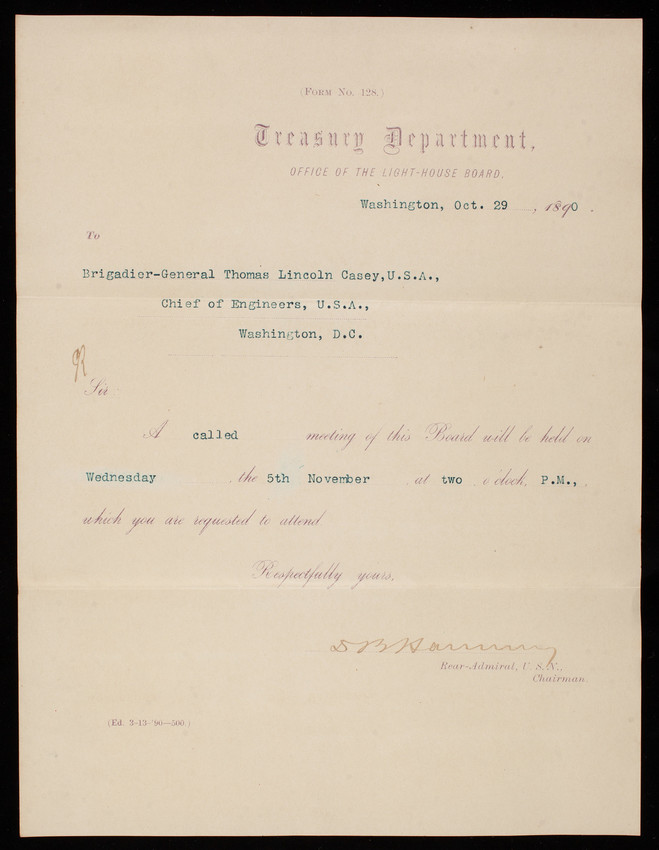 (FORM NO. 128.)
Treasury Department,
OFFICE OF THE LIGHT-HOUSE BOARD,
Washington, Oct. 29, 1890.
To
Brigadier-General Thomas Lincoln Casey, U.S.A.,
Chief of Engineers, U.S.A.,
Washington, D.C.
Sir:
A called meeting of this Board will be held on
Wednesday, the 5th November, at two o'clock, P.M.,
which you are requested to attend.
Respectfully yours,
D B Harmony
Rear-Admiral, U. S. N.,
Chairman.
(Ed. 3-13-'90—500.)